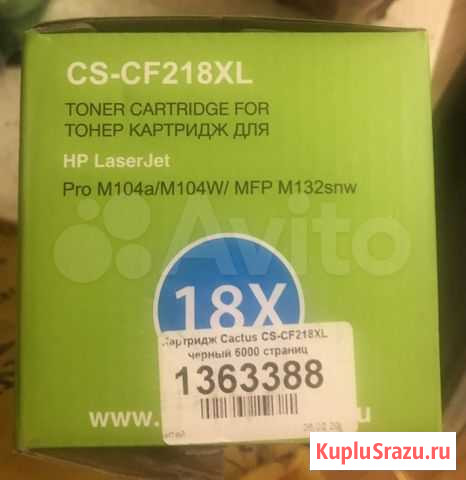 CS-CF218XL
TONER CARTRIDGE FOR
ТОНЕР КАРТРИДЖ ДЛЯ
HP LaserJet
Pro M104a/M104W/ MFP M132snw
Avito
18X
Картридж Cactus CS-CF218XL
черный 6000 страниц
1363388
www.
KupluSrazu.ru